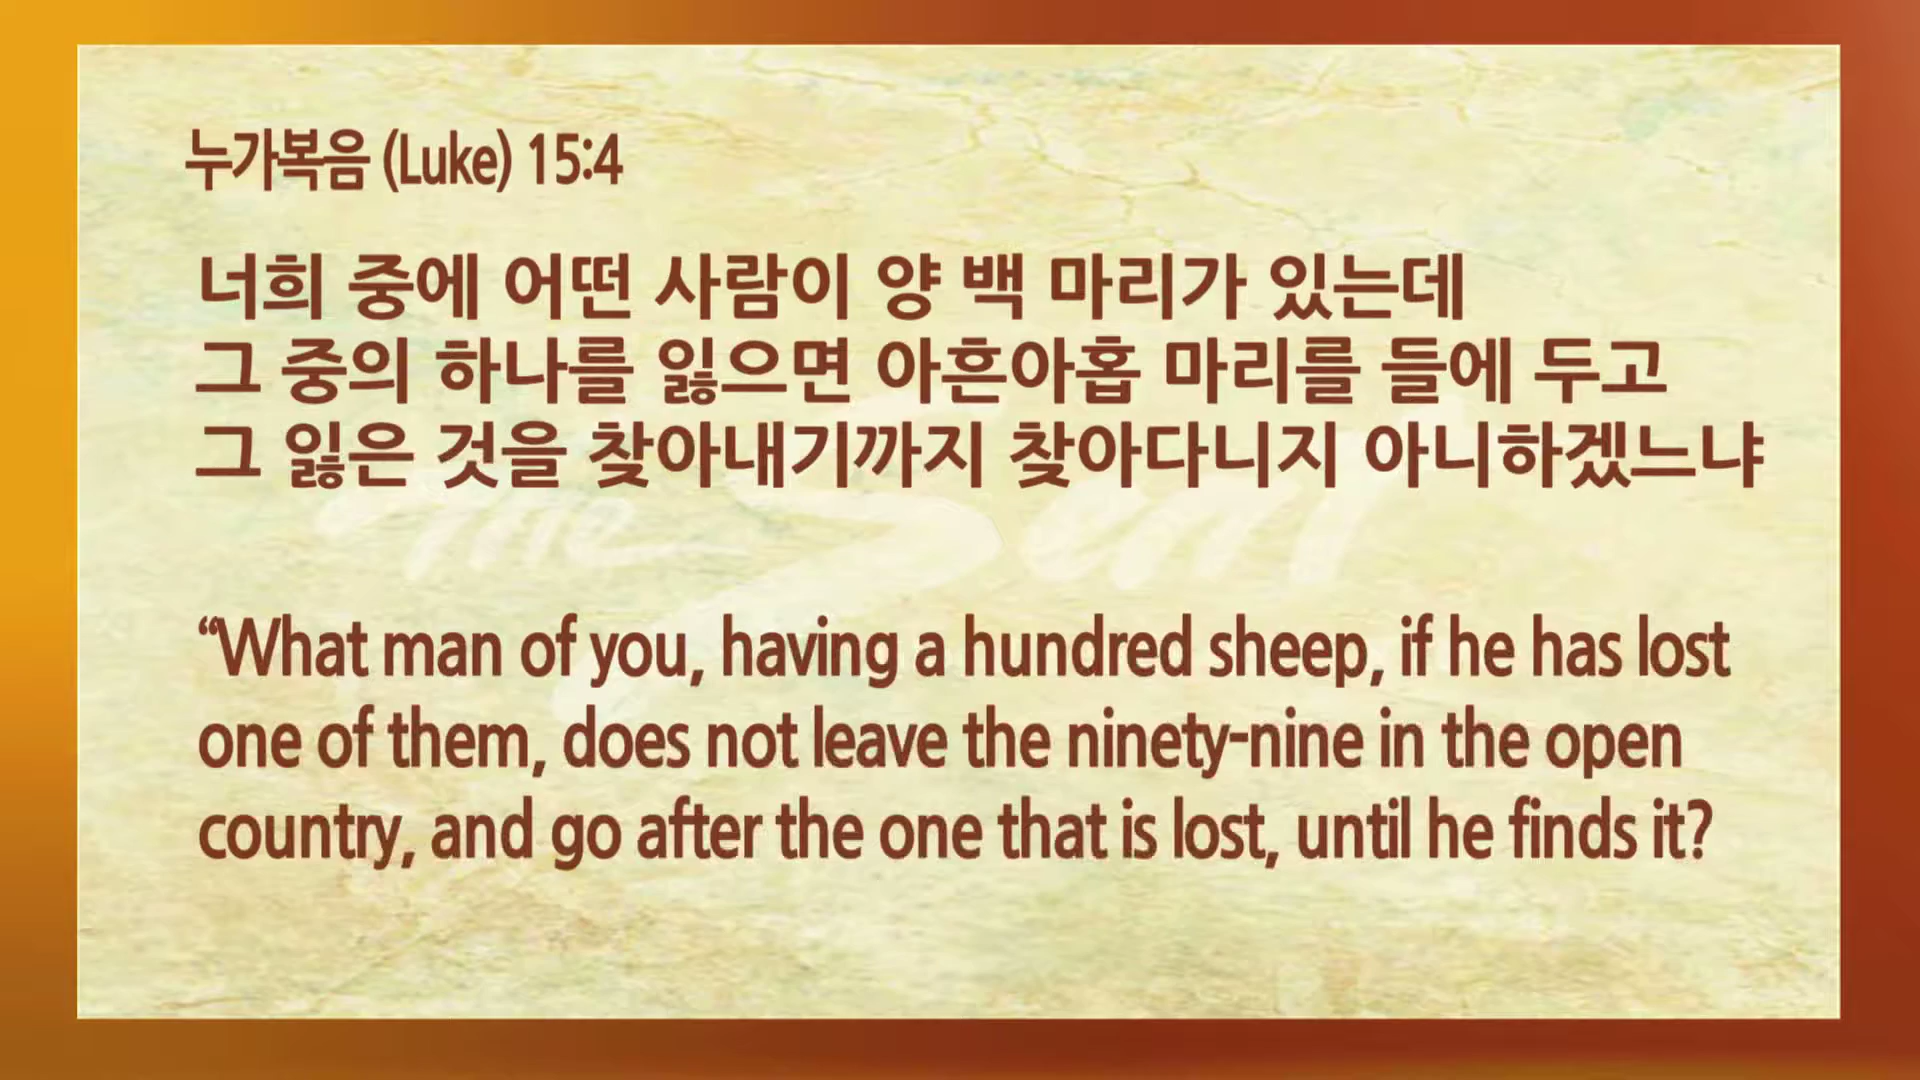 누가복음 (Luke) 15:4
너희 중에 어떤 사람이 양 백 마리가 있는데
그 중의 하나를 잃으면 아흔아홉 마리를 들에 두고
그 잃은 것을 찾아내기까지 찾아다니지 아니하겠느냐
The Sent
“What man of you, having a hundred sheep, if he has lost
one of them, does not leave the ninety-nine in the open
country, and go after the one that is lost, until he finds it?